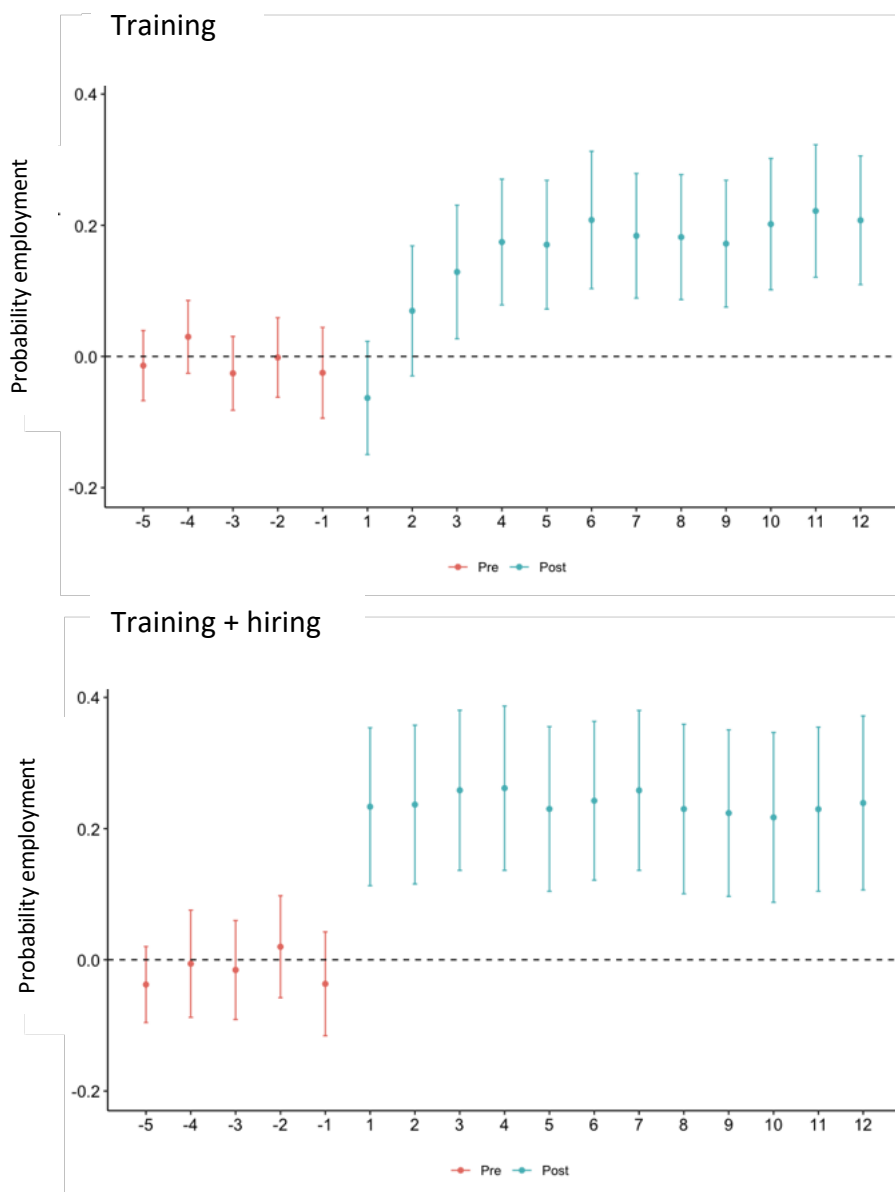 Training
Probability employment
0.4
0.2
0.0
-0.2
-5 -4 -3 -2 -1 1 2 3 4 5 6 7 8 9 10 11 12
Pre Post
Training + hiring
Probability employment
0.4
0.2
0.0
-0.2
-5 -4 -3 -2 -1 1 2 3 4 5 6 7 8 9 10 11 12
Pre Post